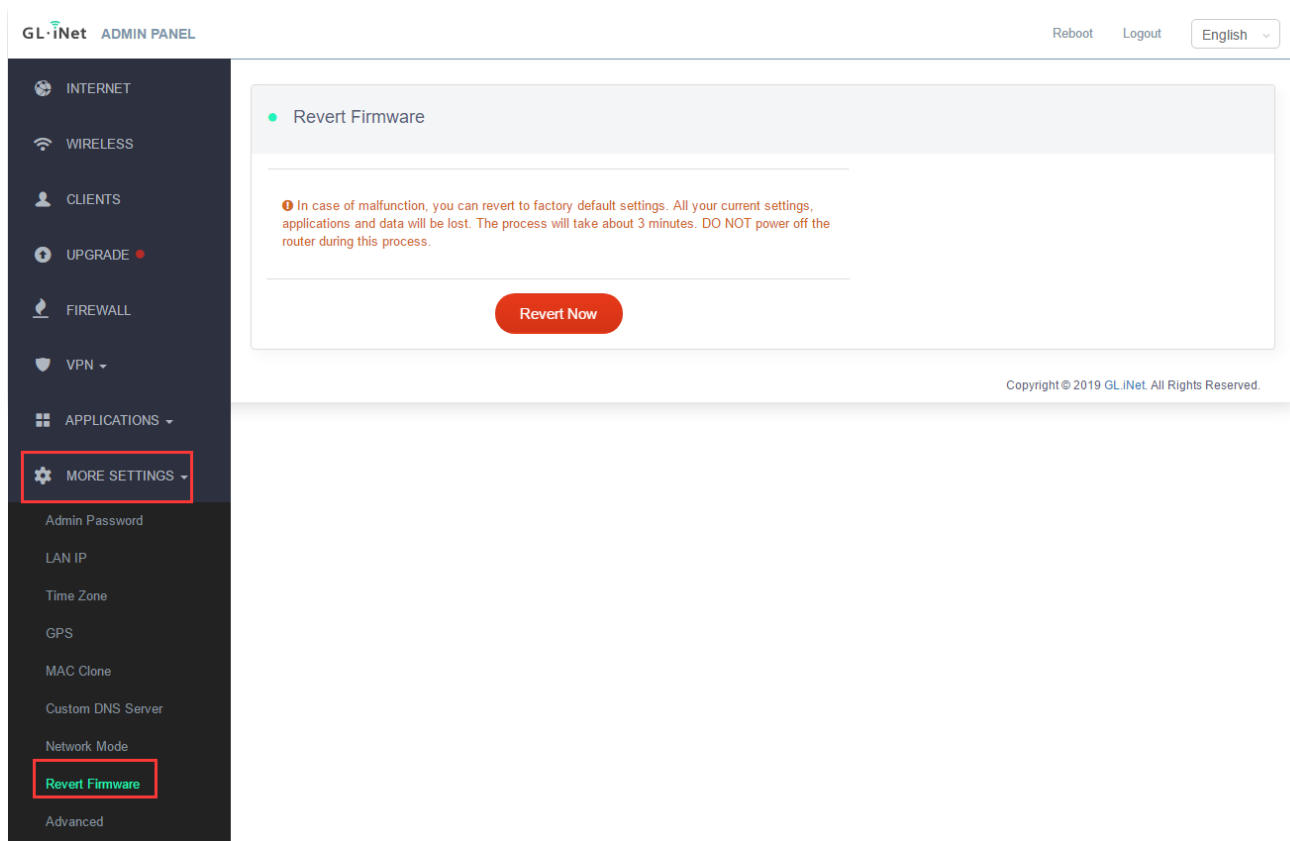 GL·iNet ADMIN PANEL
Reboot Logout English
INTERNET
WIRELESS
CLIENTS
UPGRADE
FIREWALL
VPN
APPLICATIONS
MORE SETTINGS
Admin Password
LAN IP
Time Zone
GPS
MAC Clone
Custom DNS Server
Network Mode
Revert Firmware
Advanced
Revert Firmware
In case of malfunction, you can revert to factory default settings. All your current settings,
applications and data will be lost. The process will take about 3 minutes. DO NOT power off the
router during this process.
Revert Now
Copyright © 2019 GL.iNet. All Rights Reserved.